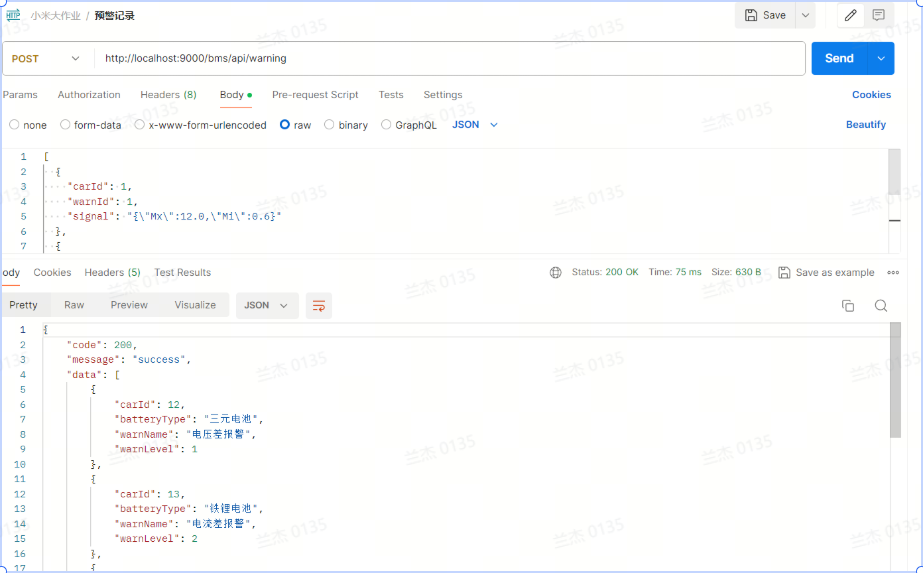 HTTP 小米大作业 / 预警记录 Save
POST http://localhost:9000/bms/api/warning Send
Params Authorization Headers (8) Body Pre-request Script Tests Settings Cookies
none form-data x-www-form-urlencoded raw binary GraphQL JSON Beautify
1 [
2 {
3 "carId": 1,
4 "warnId": 1,
5 "signal": "{\"Mx\":12.0,\"Mi\":0.6}"
6 },
7 {
ody Cookies Headers (5) Test Results Status: 200 OK Time: 75 ms Size: 630 B Save as example
Pretty Raw Preview Visualize JSON
1 {
2 "code": 200,
3 "message": "success",
4 "data": [
5 {
6 "carId": 12,
7 "batteryType": "三元电池",
8 "warnName": "电压差报警",
9 "warnLevel": 1
10 },
11 {
12 "carId": 13,
13 "batteryType": "铁锂电池",
14 "warnName": "电流差报警",
15 "warnLevel": 2
16 },
17 {
兰杰 0135